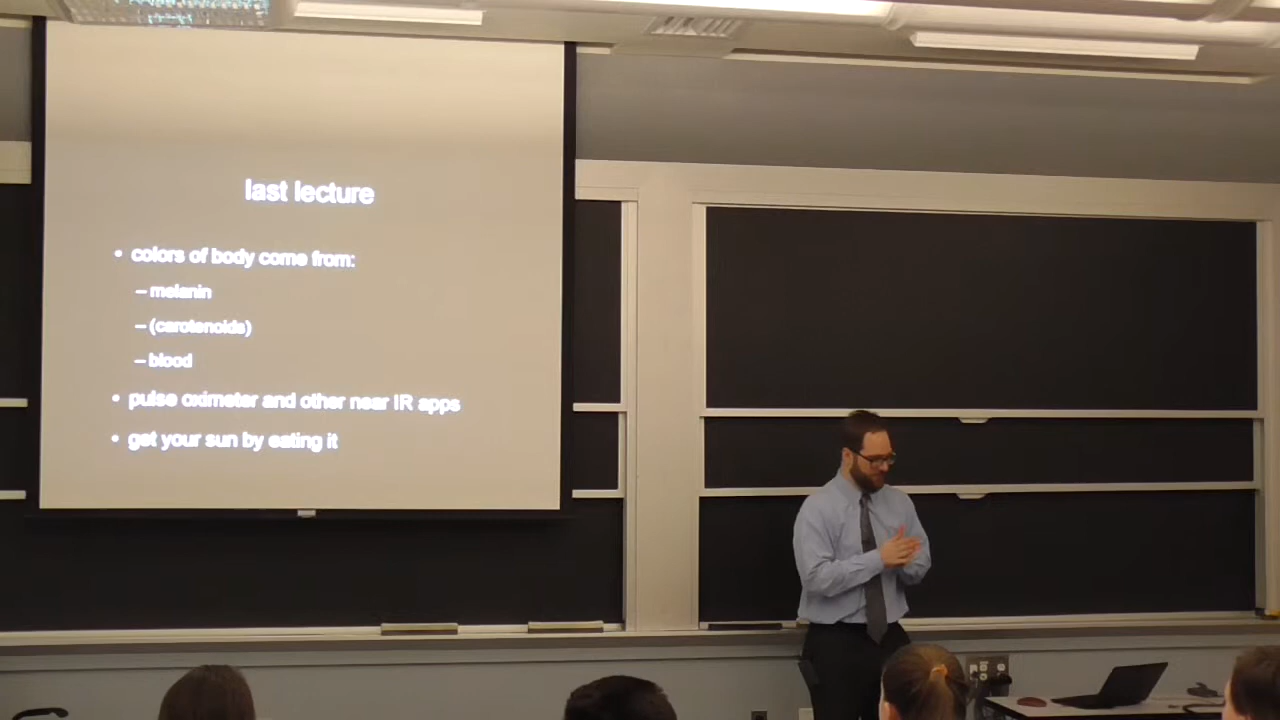 last lecture
• colors of body come from:
– melanin
– (carotenoids)
– blood
• pulse oximeter and other near IR apps
• get your sun by eating it